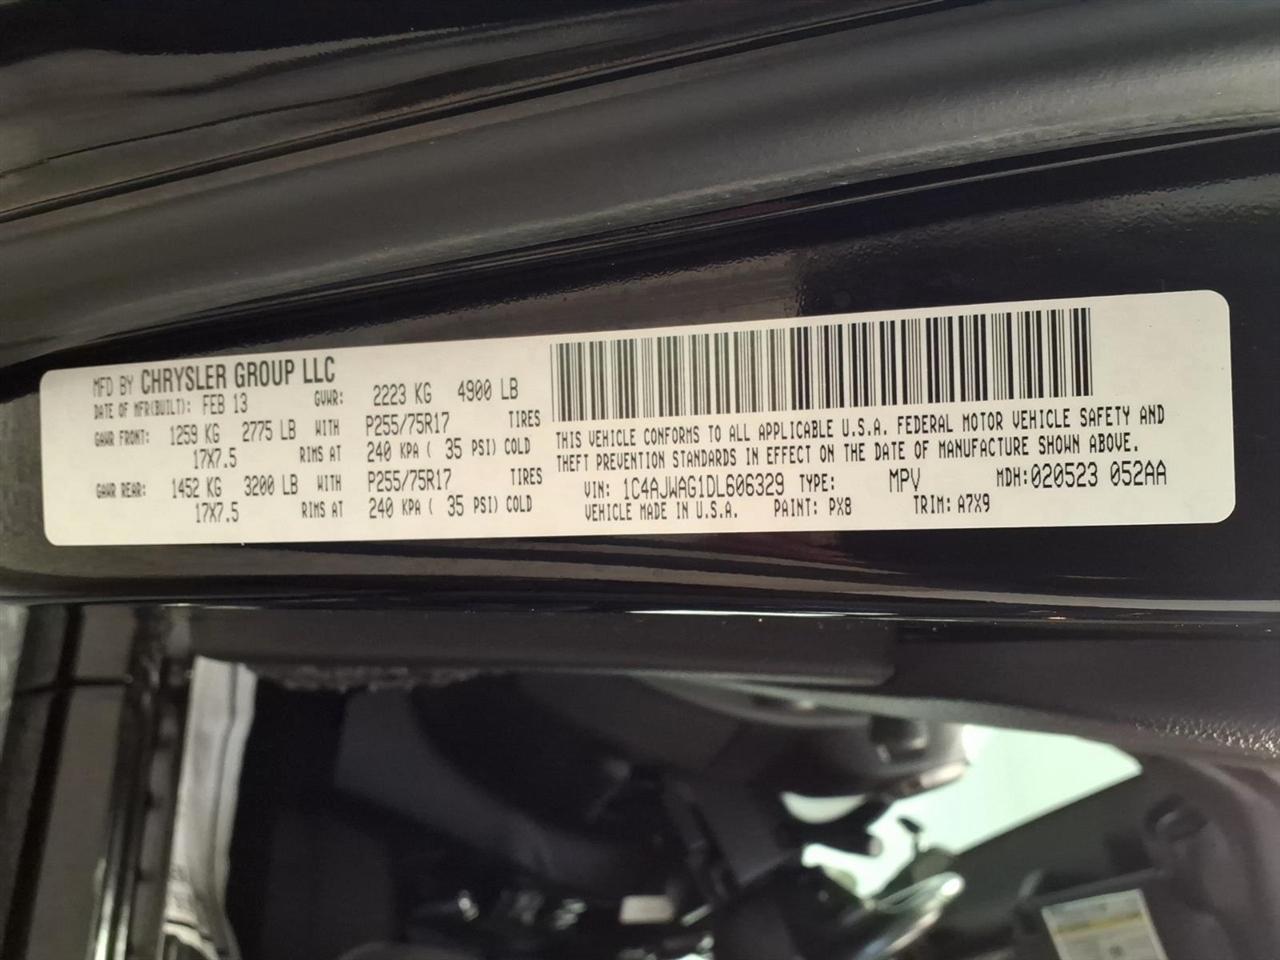 MFD BY CHRYSLER GROUP LLC
DATE OF MFR(BUILT): FEB 13 GVWR: 2223 KG 4900 LB
GAWR FRONT: 1259 KG 2775 LB WITH P255/75R17 TIRES
17X7.5 RIMS AT 240 KPA ( 35 PSI) COLD
GAWR REAR: 1452 KG 3200 LB WITH P255/75R17 TIRES
17X7.5 RIMS AT 240 KPA ( 35 PSI) COLD
THIS VEHICLE CONFORMS TO ALL APPLICABLE U.S.A. FEDERAL MOTOR VEHICLE SAFETY AND
THEFT PREVENTION STANDARDS IN EFFECT ON THE DATE OF MANUFACTURE SHOWN ABOVE.
VIN: 1C4AJWAG1DL606329 TYPE: MPV MDH:020523 052AA
VEHICLE MADE IN U.S.A. PAINT: PX8 TRIM: A7X9